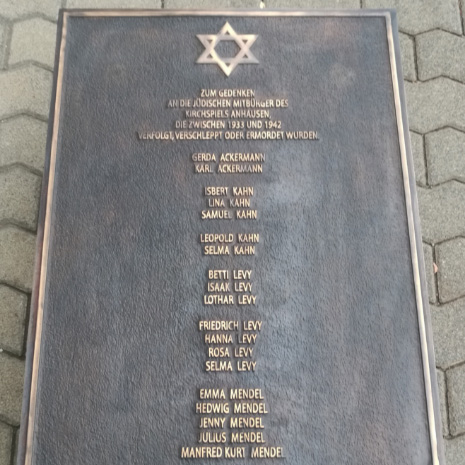 ZUM GEDENKEN
AN DIE JÜDISCHEN MITBÜRGER DES
KIRCHSPIELS ANHAUSEN,
DIE ZWISCHEN 1933 UND 1942
VERFOLGT, VERSCHLEPPT ODER ERMORDET WURDEN
GERDA ACKERMANN
KARL ACKERMANN
ISBERT KAHN
LINA KAHN
SAMUEL KAHN
LEOPOLD KAHN
SELMA KAHN
BETTI LEVY
ISAAK LEVY
LOTHAR LEVY
FRIEDRICH LEVY
HANNA LEVY
ROSA LEVY
SELMA LEVY
EMMA MENDEL
HEDWIG MENDEL
JENNY MENDEL
JULIUS MENDEL
MANFRED KURT MENDEL